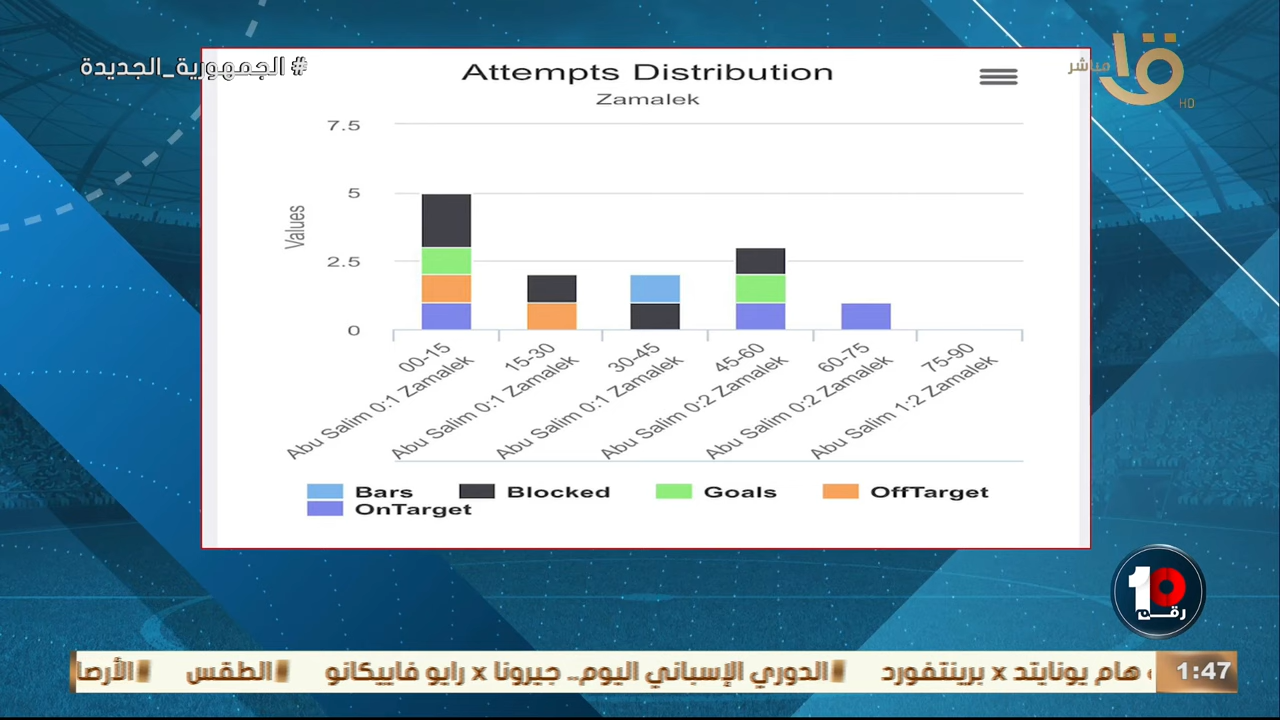 # الجمهورية_الجديدة
مباشر
HD
Attempts Distribution
Zamalek
Values
7.5
5
2.5
0
00-15
Abu Salim 0:1 Zamalek
15-30
Abu Salim 0:1 Zamalek
30-45
Abu Salim 0:1 Zamalek
45-60
Abu Salim 0:2 Zamalek
60-75
Abu Salim 0:2 Zamalek
75-90
Abu Salim 1:2 Zamalek
Bars Blocked Goals OffTarget
OnTarget
10
رقم
1:47
هام يونايتد x برينتفورد الدوري الإسباني اليوم.. جيرونا x رايو فاييكانو الطقس